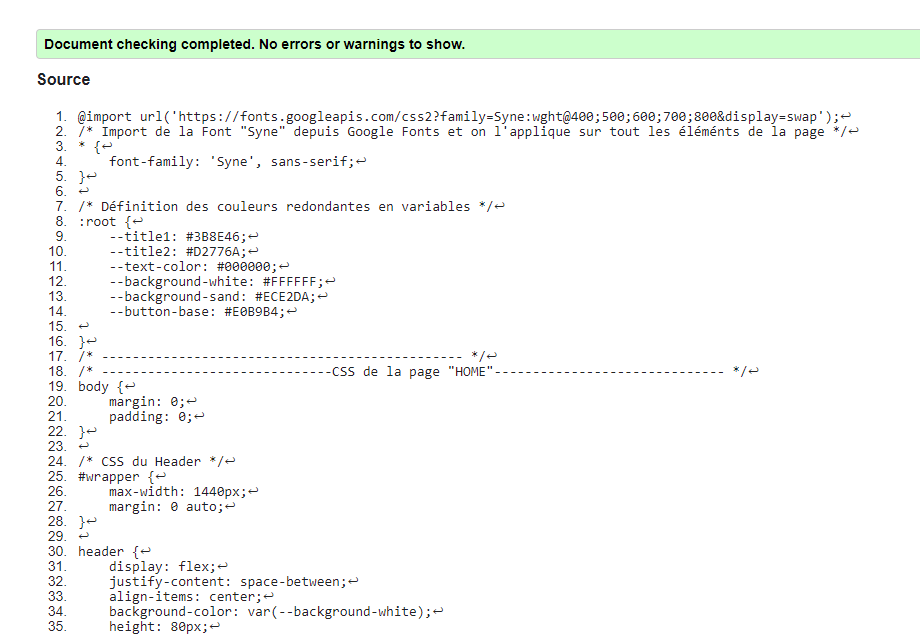 Document checking completed. No errors or warnings to show.
Source
1. @import url('https://fonts.googleapis.com/css2?family=Syne:wght@400;500;600;700;800&display=swap');↩
2. /* Import de la Font "Syne" depuis Google Fonts et on l'applique sur tout les éléménts de la page */↩
3. * {↩
4.     font-family: 'Syne', sans-serif;↩
5. }↩
6. ↩
7. /* Définition des couleurs redondantes en variables */↩
8. :root {↩
9.     --title1: #3B8E46;↩
10.     --title2: #D2776A;↩
11.     --text-color: #000000;↩
12.     --background-white: #FFFFFF;↩
13.     --background-sand: #ECE2DA;↩
14.     --button-base: #E0B9B4;↩
15. ↩
16. }↩
17. /* ----------------------------------------------- */↩
18. /* ------------------------------CSS de la page "HOME"------------------------------ */↩
19. body {↩
20.     margin: 0;↩
21.     padding: 0;↩
22. }↩
23. ↩
24. /* CSS du Header */↩
25. #wrapper {↩
26.     max-width: 1440px;↩
27.     margin: 0 auto;↩
28. }↩
29. ↩
30. header {↩
31.     display: flex;↩
32.     justify-content: space-between;↩
33.     align-items: center;↩
34.     background-color: var(--background-white);↩
35.     height: 80px;↩